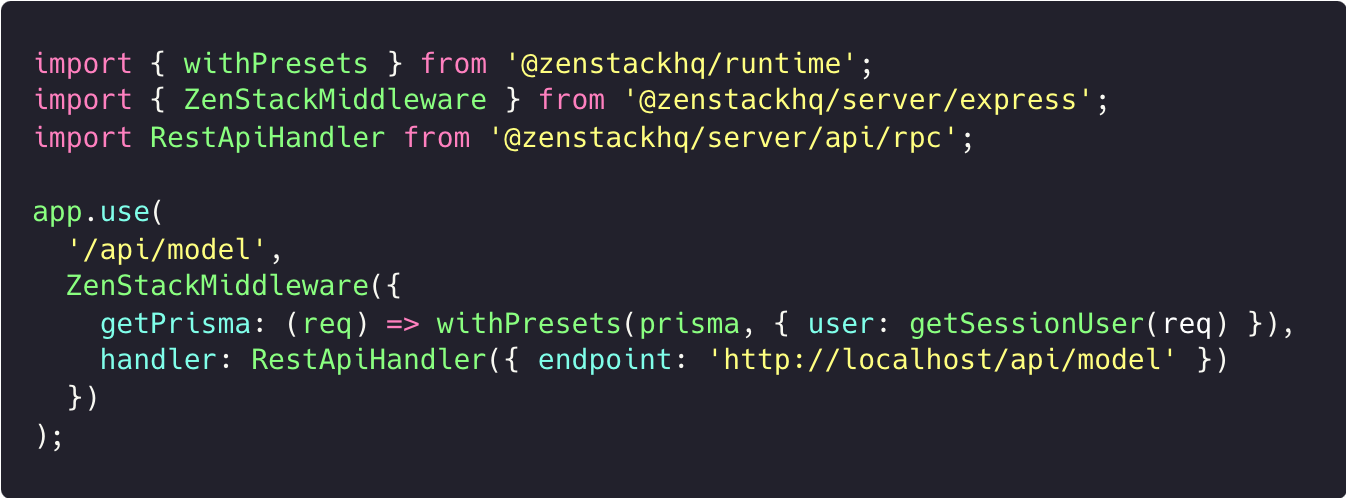 import { withPresets } from '@zenstackhq/runtime';
import { ZenStackMiddleware } from '@zenstackhq/server/express';
import RestApiHandler from '@zenstackhq/server/api/rpc';

app.use(
  '/api/model',
  ZenStackMiddleware({
    getPrisma: (req) => withPresets(prisma, { user: getSessionUser(req) }),
    handler: RestApiHandler({ endpoint: 'http://localhost/api/model' })
  })
);